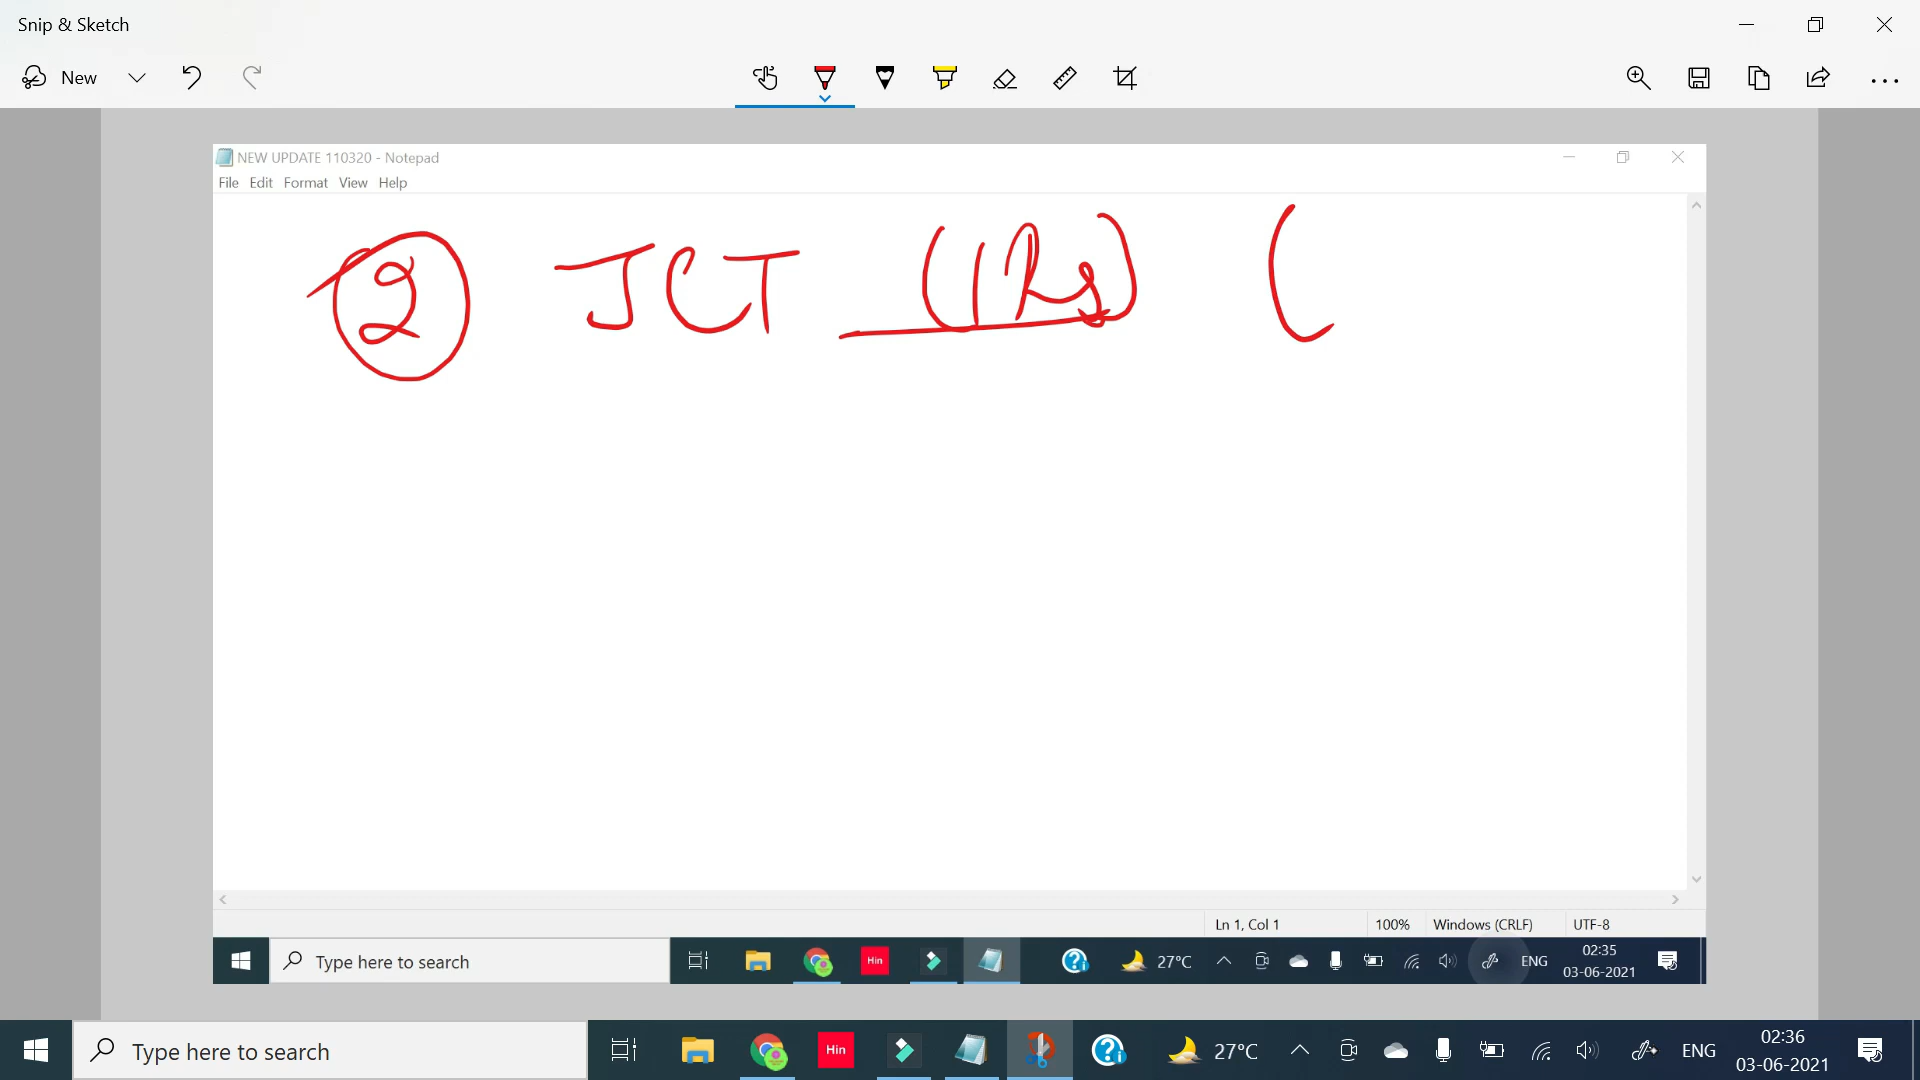 Snip & Sketch
New
NEW UPDATE 110320 - Notepad
File Edit Format View Help
2 JCT (1Rs) (
Ln 1, Col 1 100% Windows (CRLF) UTF-8
Type here to search Hin 27°C ENG 02:35
03-06-2021
Type here to search Hin 27°C ENG 02:36
03-06-2021